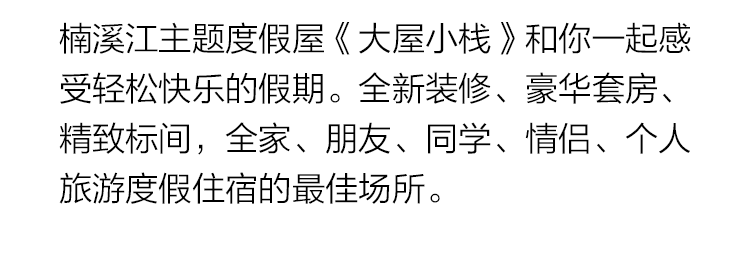 楠溪江主题度假屋《大屋小栈》和你一起感
受轻松快乐的假期。全新装修、豪华套房、
精致标间，全家、朋友、同学、情侣、个人
旅游度假住宿的最佳场所。